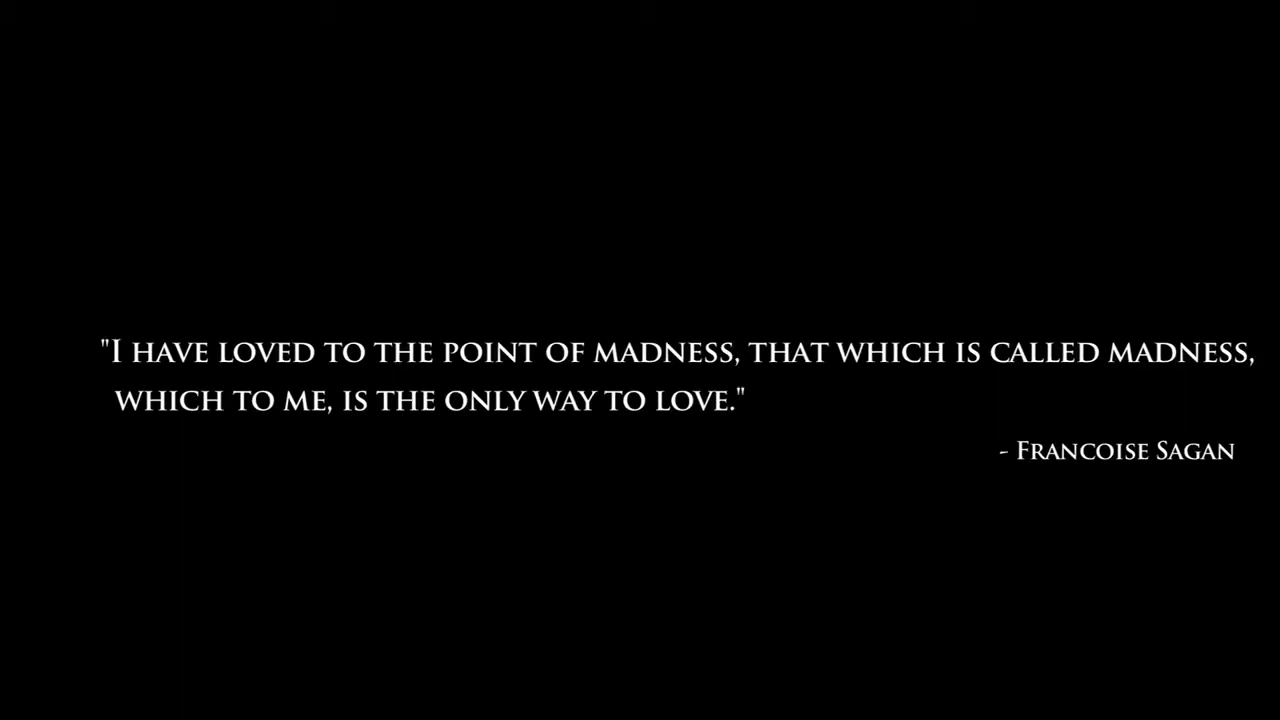 "I HAVE LOVED TO THE POINT OF MADNESS, THAT WHICH IS CALLED MADNESS,
WHICH TO ME, IS THE ONLY WAY TO LOVE."
- FRANCOISE SAGAN